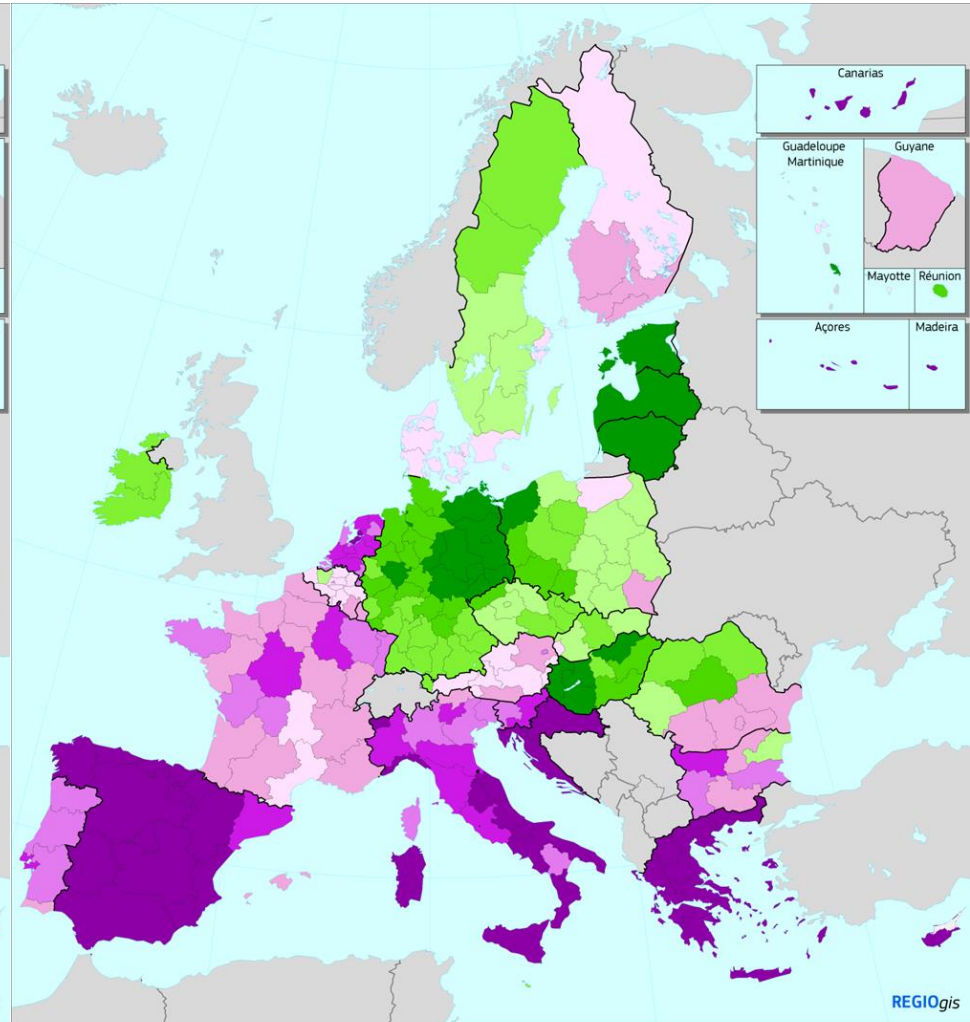 Canarias
Guadeloupe
Martinique
Guyane
Mayotte
Réunion
Açores
Madeira
REGIOgis